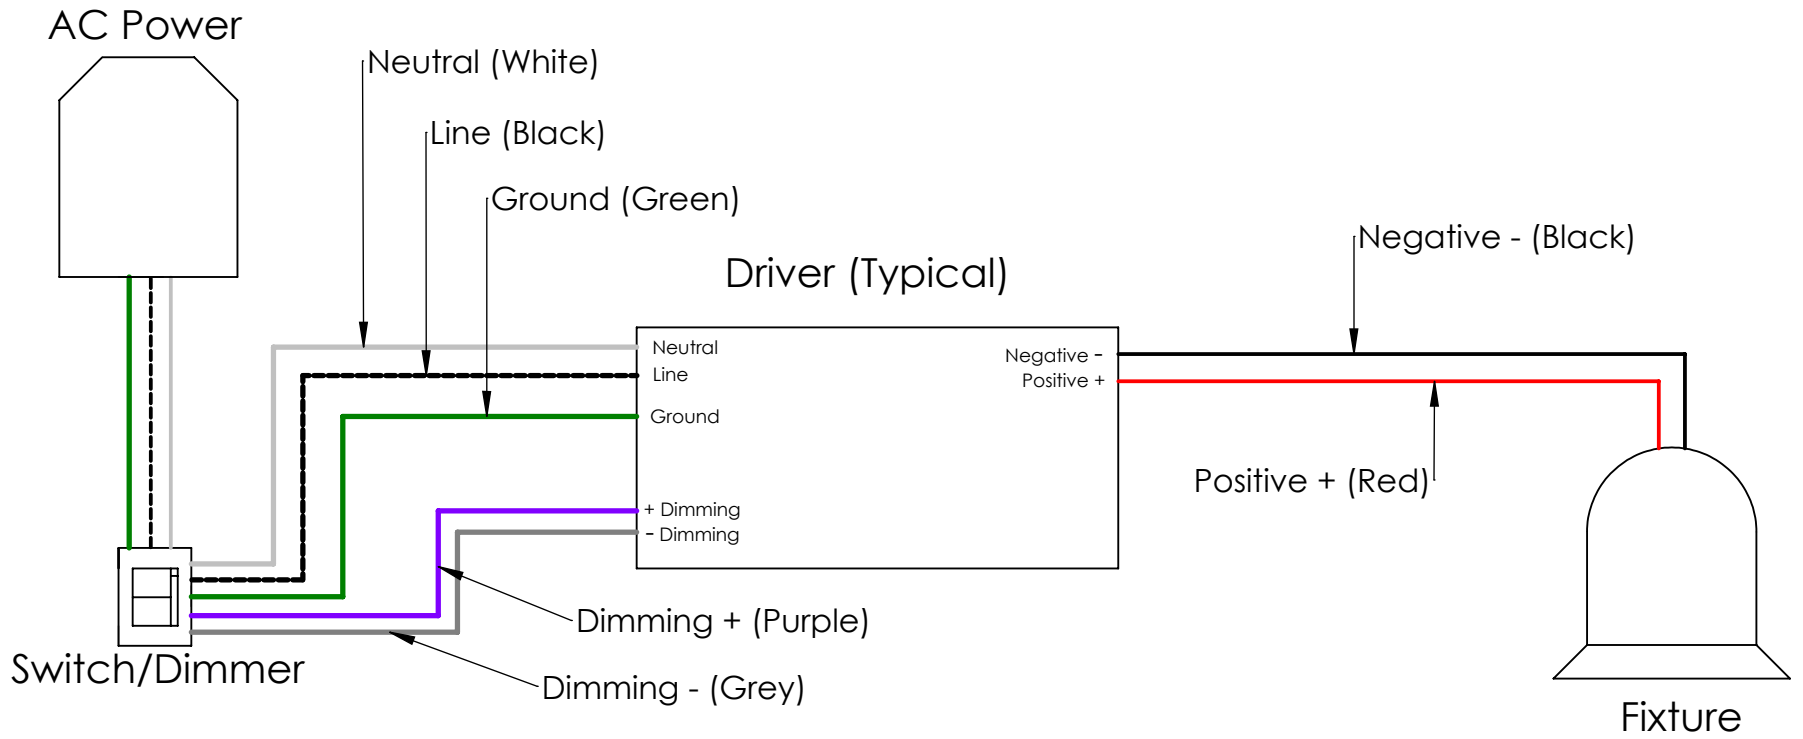 AC Power
Neutral (White)
Line (Black)
Ground (Green)
Negative - (Black)
Driver (Typical)
Neutral
Line
Ground
+ Dimming
- Dimming
Negative -
Positive +
Positive + (Red)
Dimming + (Purple)
Dimming - (Grey)
Switch/Dimmer
Fixture